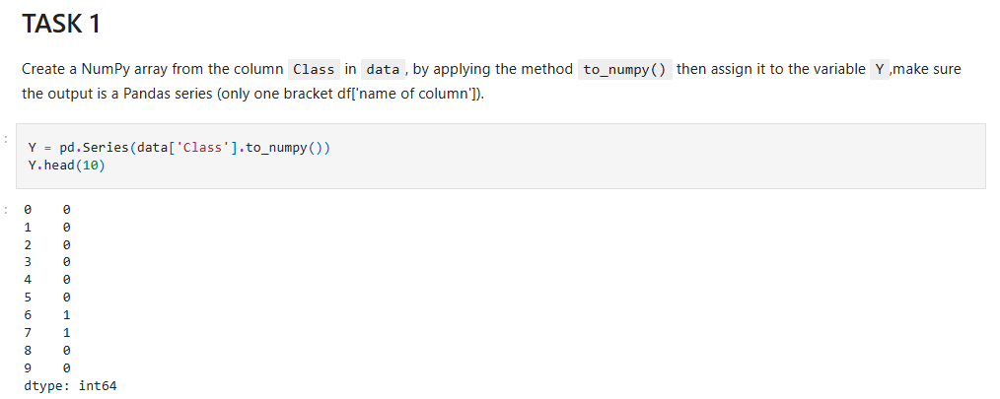 TASK 1
Create a NumPy array from the column Class in data , by applying the method to_numpy() then assign it to the variable Y ,make sure
the output is a Pandas series (only one bracket df['name of column']).
:
Y = pd.Series(data['Class'].to_numpy())
Y.head(10)
: 0 0
1 0
2 0
3 0
4 0
5 0
6 1
7 1
8 0
9 0
dtype: int64